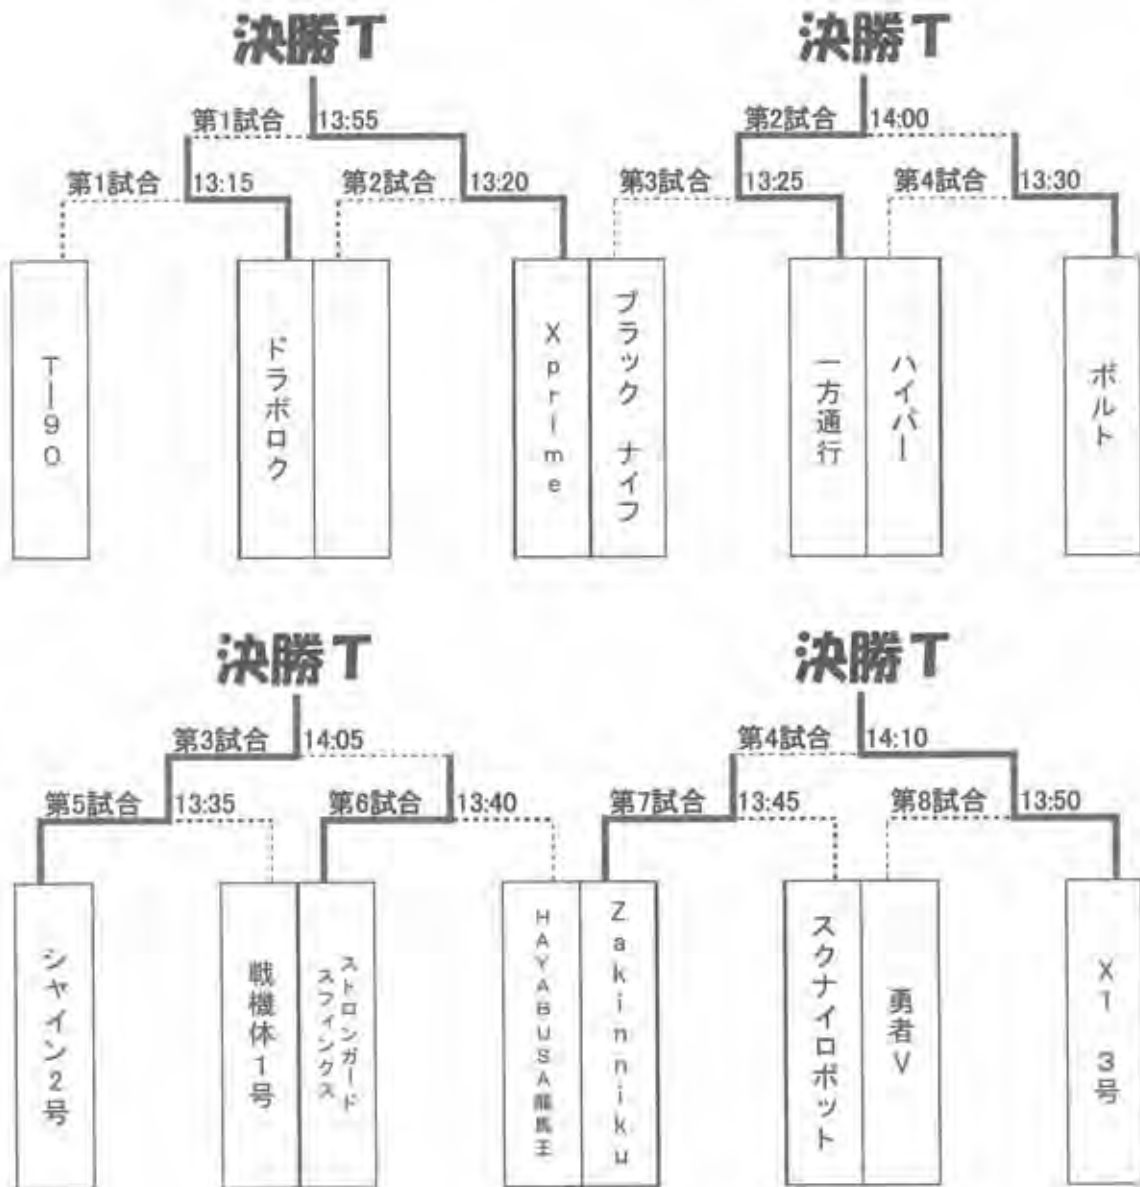 決勝T
決勝T
第1試合 13:55
第2試合 14:00
第1試合 13:15
第2試合 13:20
第3試合 13:25
第4試合 13:30
T-90
ドラボロク
Xprime
ブラック ナイフ
一方通行
ハイパー
ボルト
決勝T
決勝T
第3試合 14:05
第4試合 14:10
第5試合 13:35
第6試合 13:40
第7試合 13:45
第8試合 13:50
シャイン2号
戦機体1号
ストロンガード
スフィンクス
HAYABUSA龍馬王
Zakinniku
スクナイロボット
勇者V
X1 3号